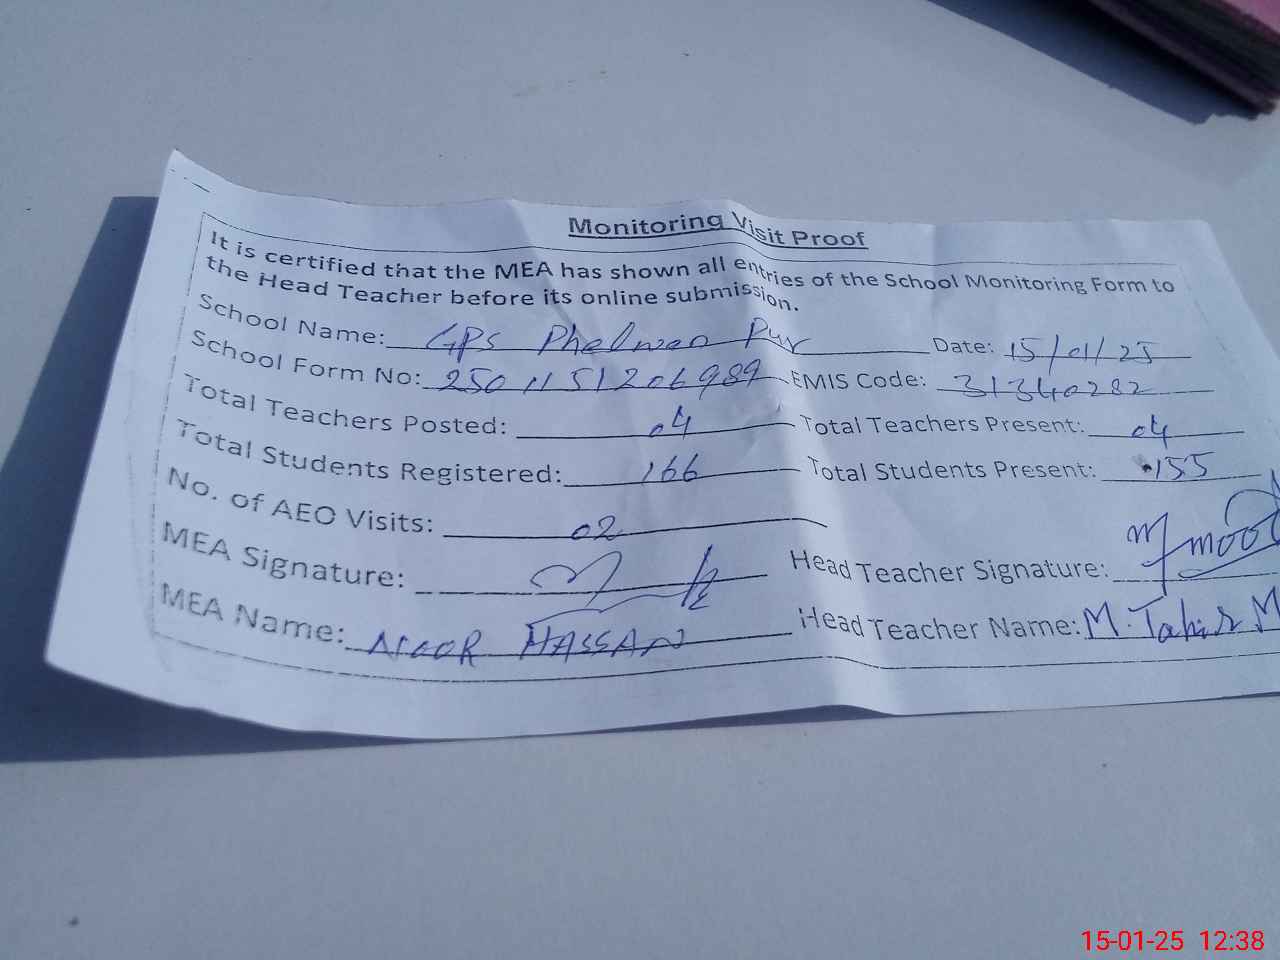 Monitoring Visit Proof
It is certified that the MEA has shown all entries of the School Monitoring Form to
the Head Teacher before its online submission.
School Name: GPS Phelwan Pur Date: 15/01/25
School Form No: 2501151206989 EMIS Code: 31340282
Total Teachers Posted: 04 Total Teachers Present: 04
Total Students Registered: 166 Total Students Present: 155
No. of AEO Visits: 02
MEA Signature: Head Teacher Signature:
MEA Name: NOOR HASSAN Head Teacher Name: M. Tahir M
15-01-25 12:38